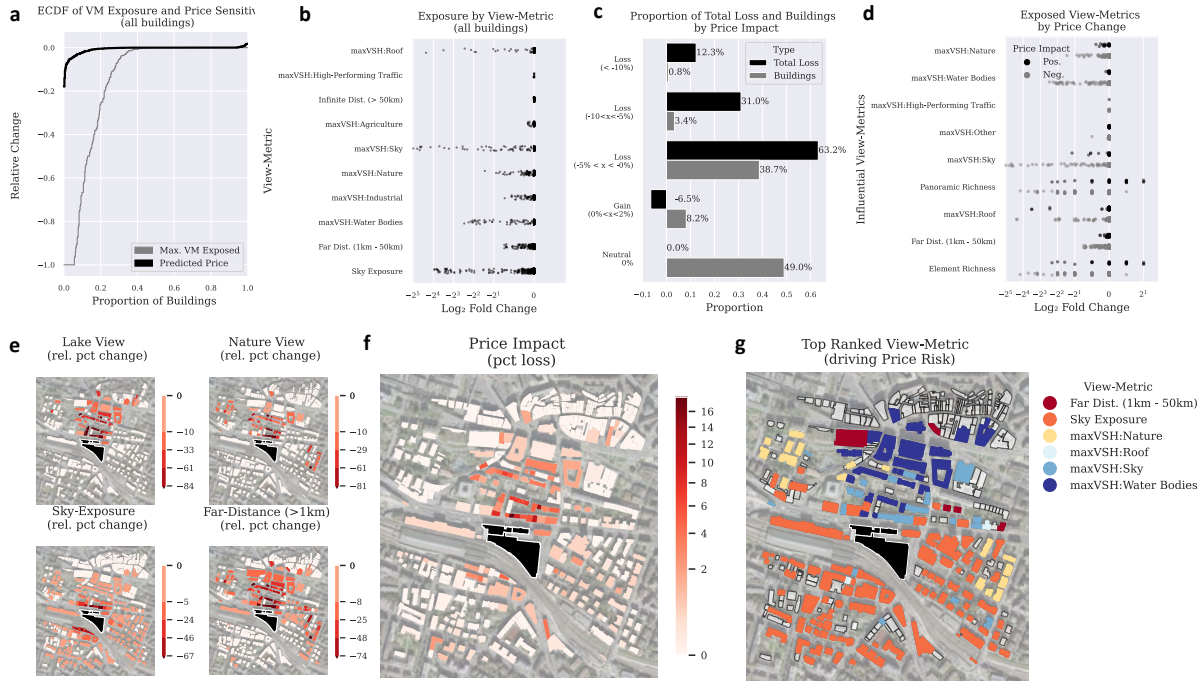 a
ECDF of VM Exposure and Price Sensitiv
(all buildings)
Relative Change
0.0
−0.2
−0.4
−0.6
−0.8
−1.0
Max. VM Exposed
Predicted Price
0.0 0.2 0.4 0.6 0.8 1.0
Proportion of Buildings
b
Exposure by View-Metric
(all buildings)
View-Metric
maxVSH:Roof
maxVSH:High-Performing Traffic
Infinite Dist. (> 50km)
maxVSH:Agriculture
maxVSH:Sky
maxVSH:Nature
maxVSH:Industrial
maxVSH:Water Bodies
Far Dist. (1km - 50km)
Sky Exposure
−2⁵ −2⁴ −2³ −2² −2¹ 0
Log₂ Fold Change
c
Proportion of Total Loss and Buildings
by Price Impact
Type
Total Loss
Buildings
Loss
(< -10%)
12.3%
0.8%
Loss
(-10<x<-5%)
31.0%
3.4%
Loss
(-5% < x < -0%)
63.2%
38.7%
Gain
(0%<x<2%)
-6.5%
8.2%
Neutral
0%
0.0%
49.0%
−0.1 0.0 0.1 0.2 0.3 0.4 0.5 0.6
Proportion
d
Exposed View-Metrics
by Price Change
Price Impact
Pos.
Neg.
Influential View-Metrics
maxVSH:Nature
maxVSH:Water Bodies
maxVSH:High-Performing Traffic
maxVSH:Other
maxVSH:Sky
Panoramic Richness
maxVSH:Roof
Far Dist. (1km - 50km)
Element Richness
−2⁵ −2⁴ −2³ −2² −2¹ 0 2¹
Log₂ Fold Change
e
Lake View
(rel. pct change)
0
−10
−33
−61
−84
Nature View
(rel. pct change)
0
−10
−29
−61
−81
Sky-Exposure
(rel. pct change)
0
−5
−24
−46
−67
Far-Distance (>1km)
(rel. pct change)
0
−8
−25
−48
−74
f
Price Impact
(pct loss)
16
14
12
10
8
6
4
2
0
g
Top Ranked View-Metric
(driving Price Risk)
View-Metric
Far Dist. (1km - 50km)
Sky Exposure
maxVSH:Nature
maxVSH:Roof
maxVSH:Sky
maxVSH:Water Bodies